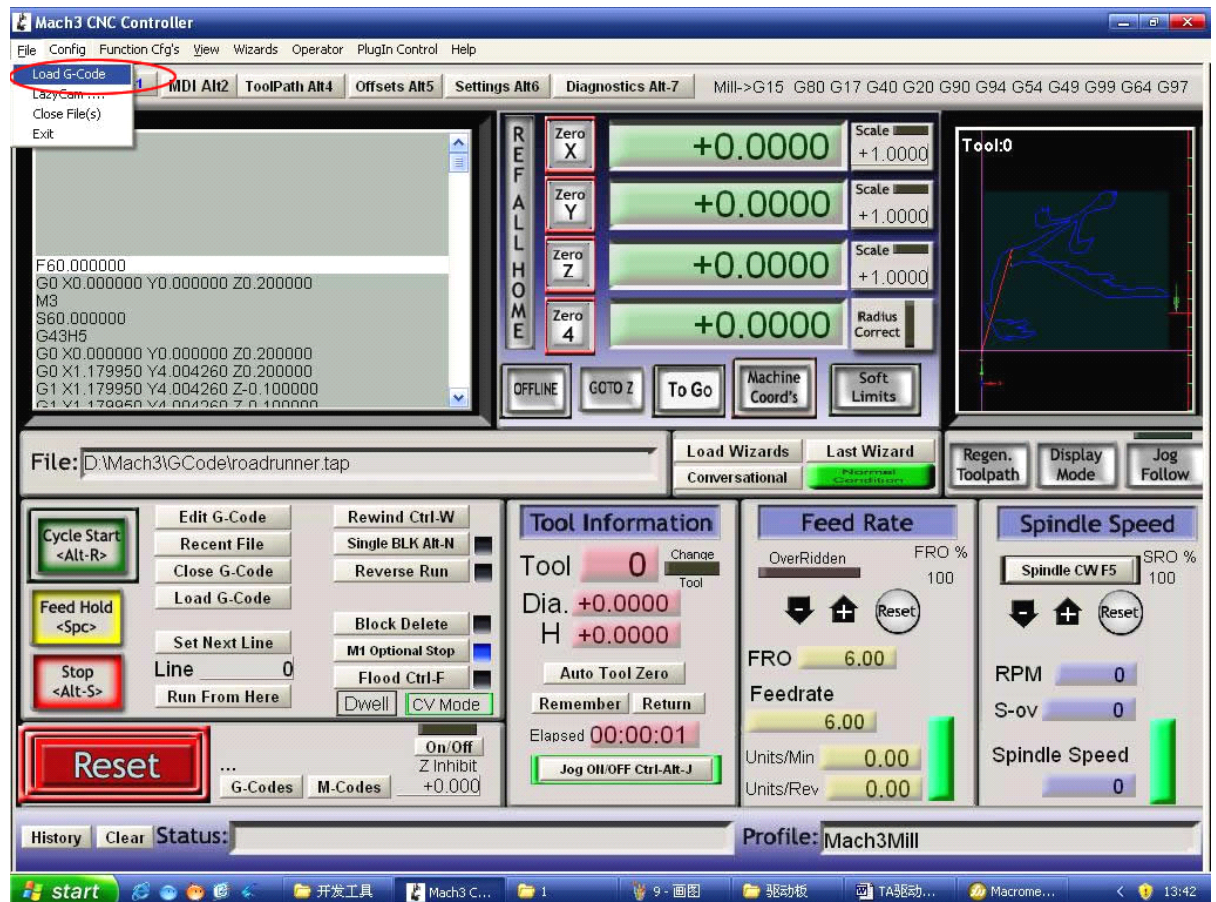 Mach3 CNC Controller
File Config Function Cfg's View Wizards Operator PlugIn Control Help
Load G-Code
LazyCam ....
Close File(s)
Exit
1 MDI Alt2 ToolPath Alt4 Offsets Alt5 Settings Alt6 Diagnostics Alt-7 Mill->G15 G80 G17 G40 G20 G90 G94 G54 G49 G99 G64 G97
F60.000000
G0 X0.000000 Y0.000000 Z0.200000
M3
S60.000000
G43H5
G0 X0.000000 Y0.000000 Z0.200000
G0 X1.179950 Y4.004260 Z0.200000
G1 X1.179950 Y4.004260 Z-0.100000
G1 X1.179950 Y4.004260 Z-0.100000
REF ALL HOME
Zero X +0.0000 Scale +1.0000
Zero Y +0.0000 Scale +1.0000
Zero Z +0.0000 Scale +1.0000
Zero 4 +0.0000 Radius Correct
OFFLINE GOTO Z To Go Machine Coord's Soft Limits
Tool:0
File: D:\Mach3\GCode\roadrunner.tap
Load Wizards Last Wizard
Conversational Normal Condition
Regen. Toolpath Display Mode Jog Follow
Cycle Start <Alt-R>
Feed Hold <Spc>
Stop <Alt-S>
Edit G-Code
Recent File
Close G-Code
Load G-Code
Set Next Line
Line 0
Run From Here
Rewind Ctrl-W
Single BLK Alt-N
Reverse Run
Block Delete
M1 Optional Stop
Flood Ctrl-F
Dwell CV Mode
Reset
...
G-Codes M-Codes
On/Off
Z Inhibit
+0.000
Tool Information
Tool 0 Change Tool
Dia. +0.0000
H +0.0000
Auto Tool Zero
Remember Return
Elapsed 00:00:01
Jog ON/OFF Ctrl-Alt-J
Feed Rate
OverRidden FRO % 100
Reset
FRO 6.00
Feedrate
6.00
Units/Min 0.00
Units/Rev 0.00
Spindle Speed
Spindle CW F5 SRO % 100
Reset
RPM 0
S-ov 0
Spindle Speed
0
History Clear Status: Profile: Mach3Mill
start 开发工具 Mach3 C... 1 9 - 画图 驱动板 TA驱动... Macrome... 13:42